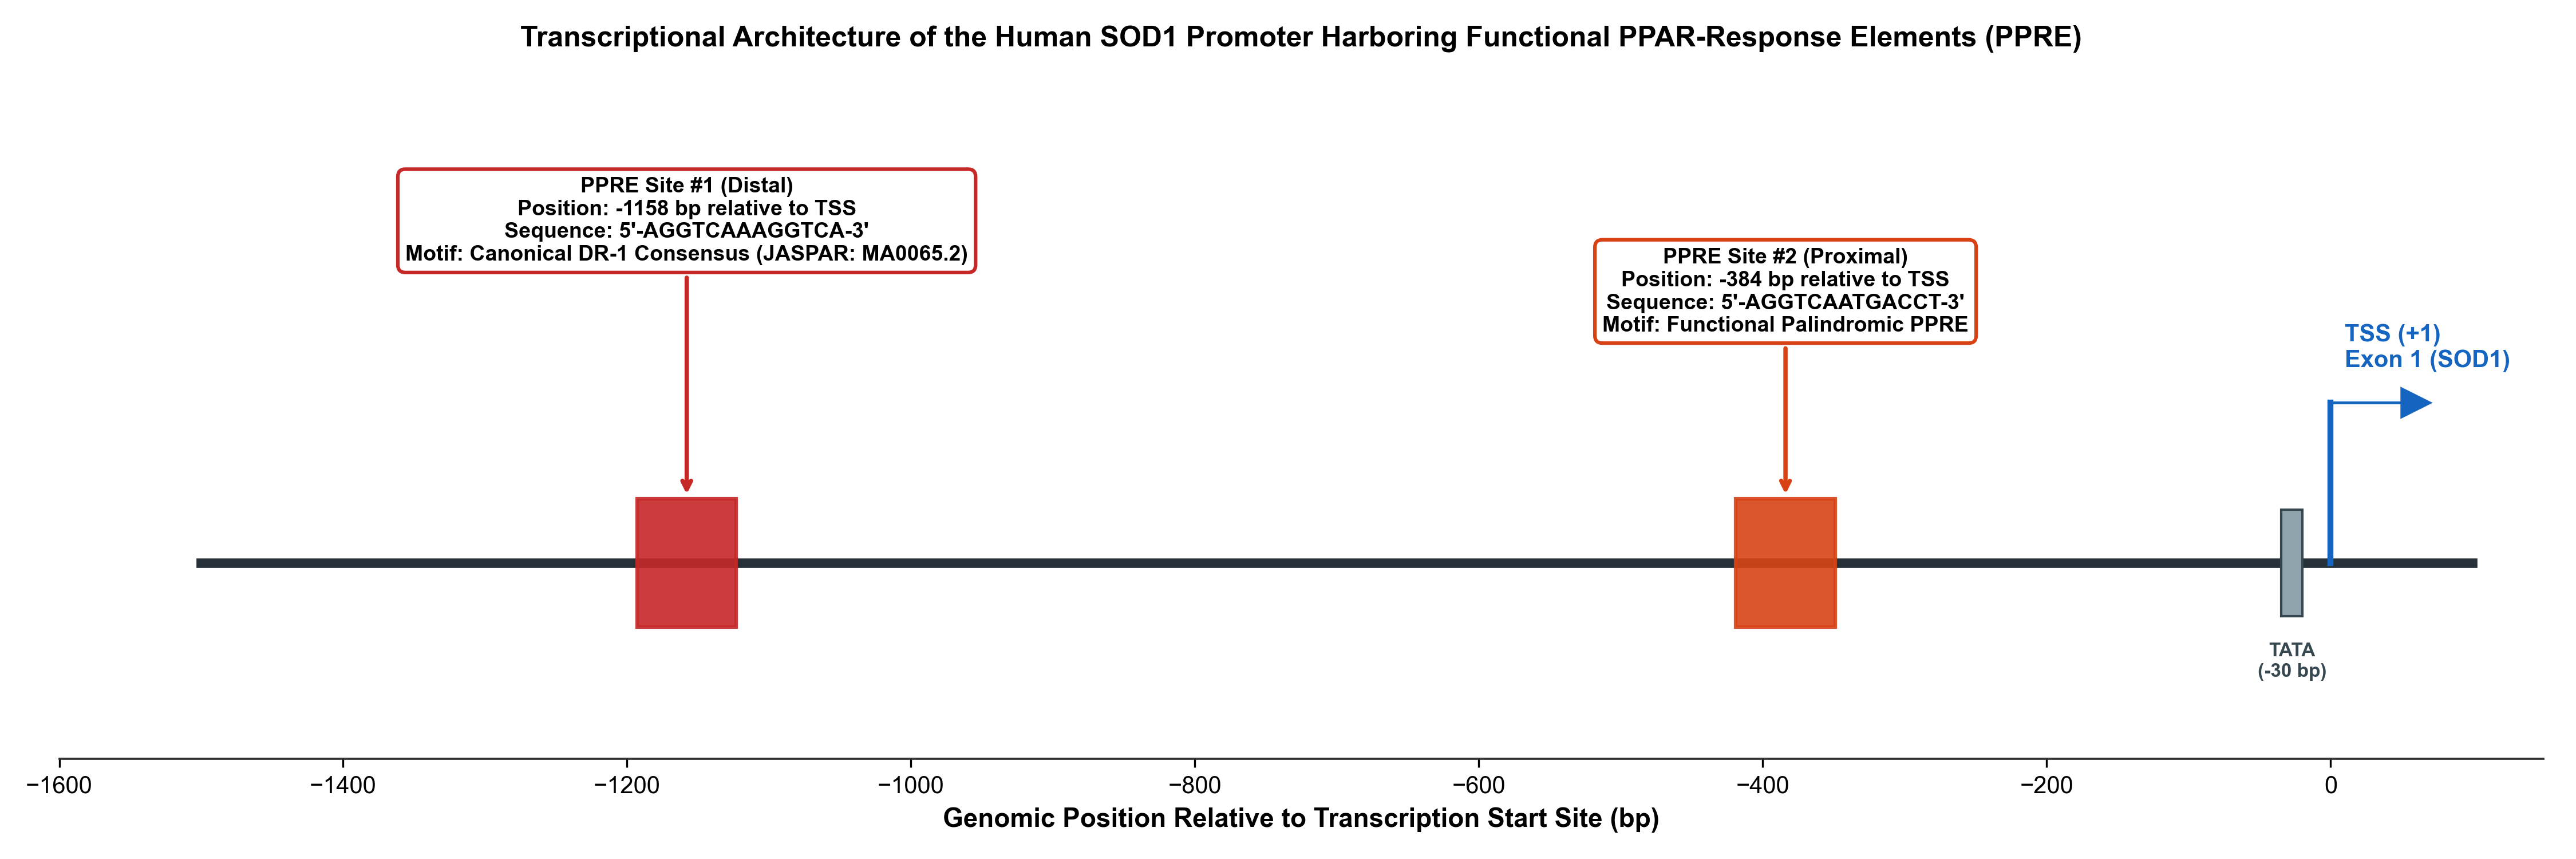 Transcriptional Architecture of the Human SOD1 Promoter Harboring Functional PPAR-Response Elements (PPRE)
PPRE Site #1 (Distal)
Position: -1158 bp relative to TSS
Sequence: 5'-AGGTCAAAGGTCA-3'
Motif: Canonical DR-1 Consensus (JASPAR: MA0065.2)
PPRE Site #2 (Proximal)
Position: -384 bp relative to TSS
Sequence: 5'-AGGTCAATGACCT-3'
Motif: Functional Palindromic PPRE
TSS (+1)
Exon 1 (SOD1)
TATA
(-30 bp)
−1600 −1400 −1200 −1000 −800 −600 −400 −200 0
Genomic Position Relative to Transcription Start Site (bp)